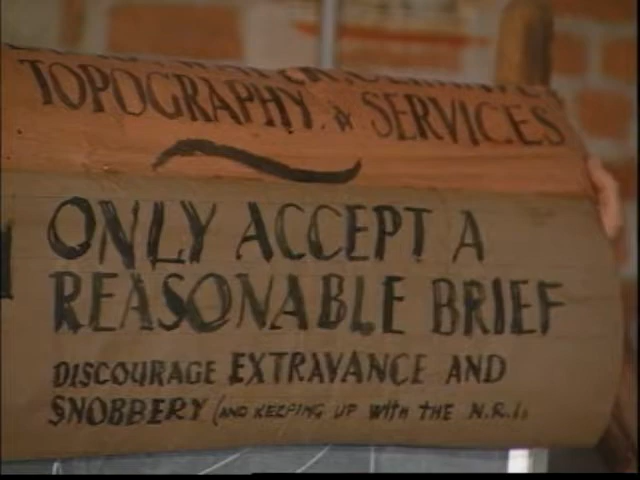 TOPOGRAPHY & SERVICES
ONLY ACCEPT A
REASONABLE BRIEF
DISCOURAGE EXTRAVANCE AND
SNOBBERY (AND KEEPING UP WITH THE N.R.I.